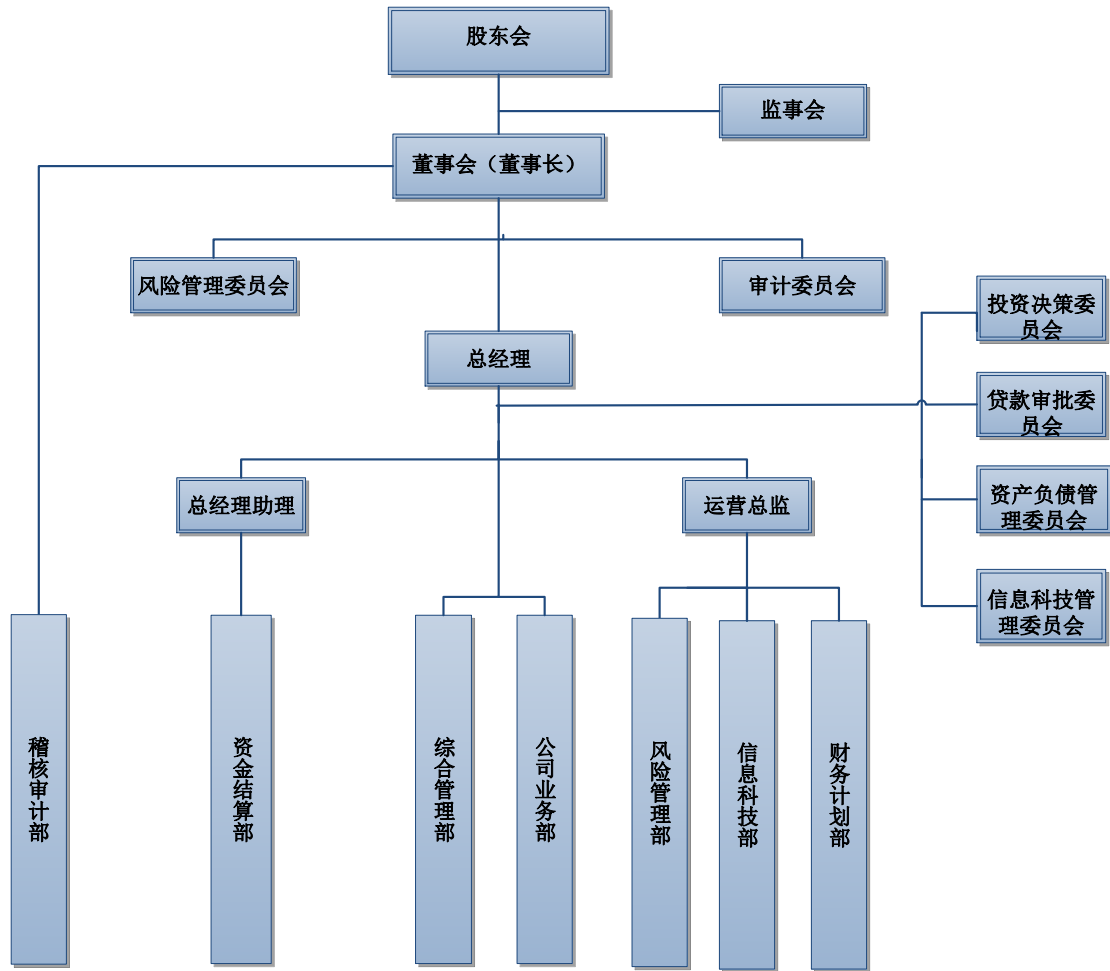 股东会
监事会
董事会（董事长）
风险管理委员会
审计委员会
投资决策委
员会
总经理
贷款审批委
员会
资产负债管
理委员会
总经理助理
运营总监
信息科技管
理委员会
稽核审计部
资金结算部
综合管理部
公司业务部
风险管理部
信息科技部
财务计划部